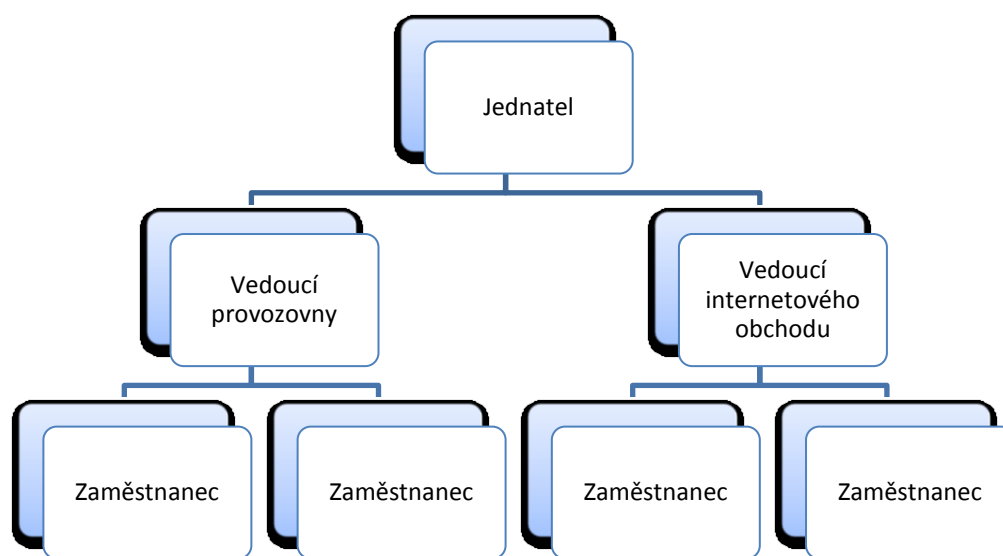 Jednatel
Vedoucí
provozovny
Vedoucí
internetového
obchodu
Zaměstnanec
Zaměstnanec
Zaměstnanec
Zaměstnanec